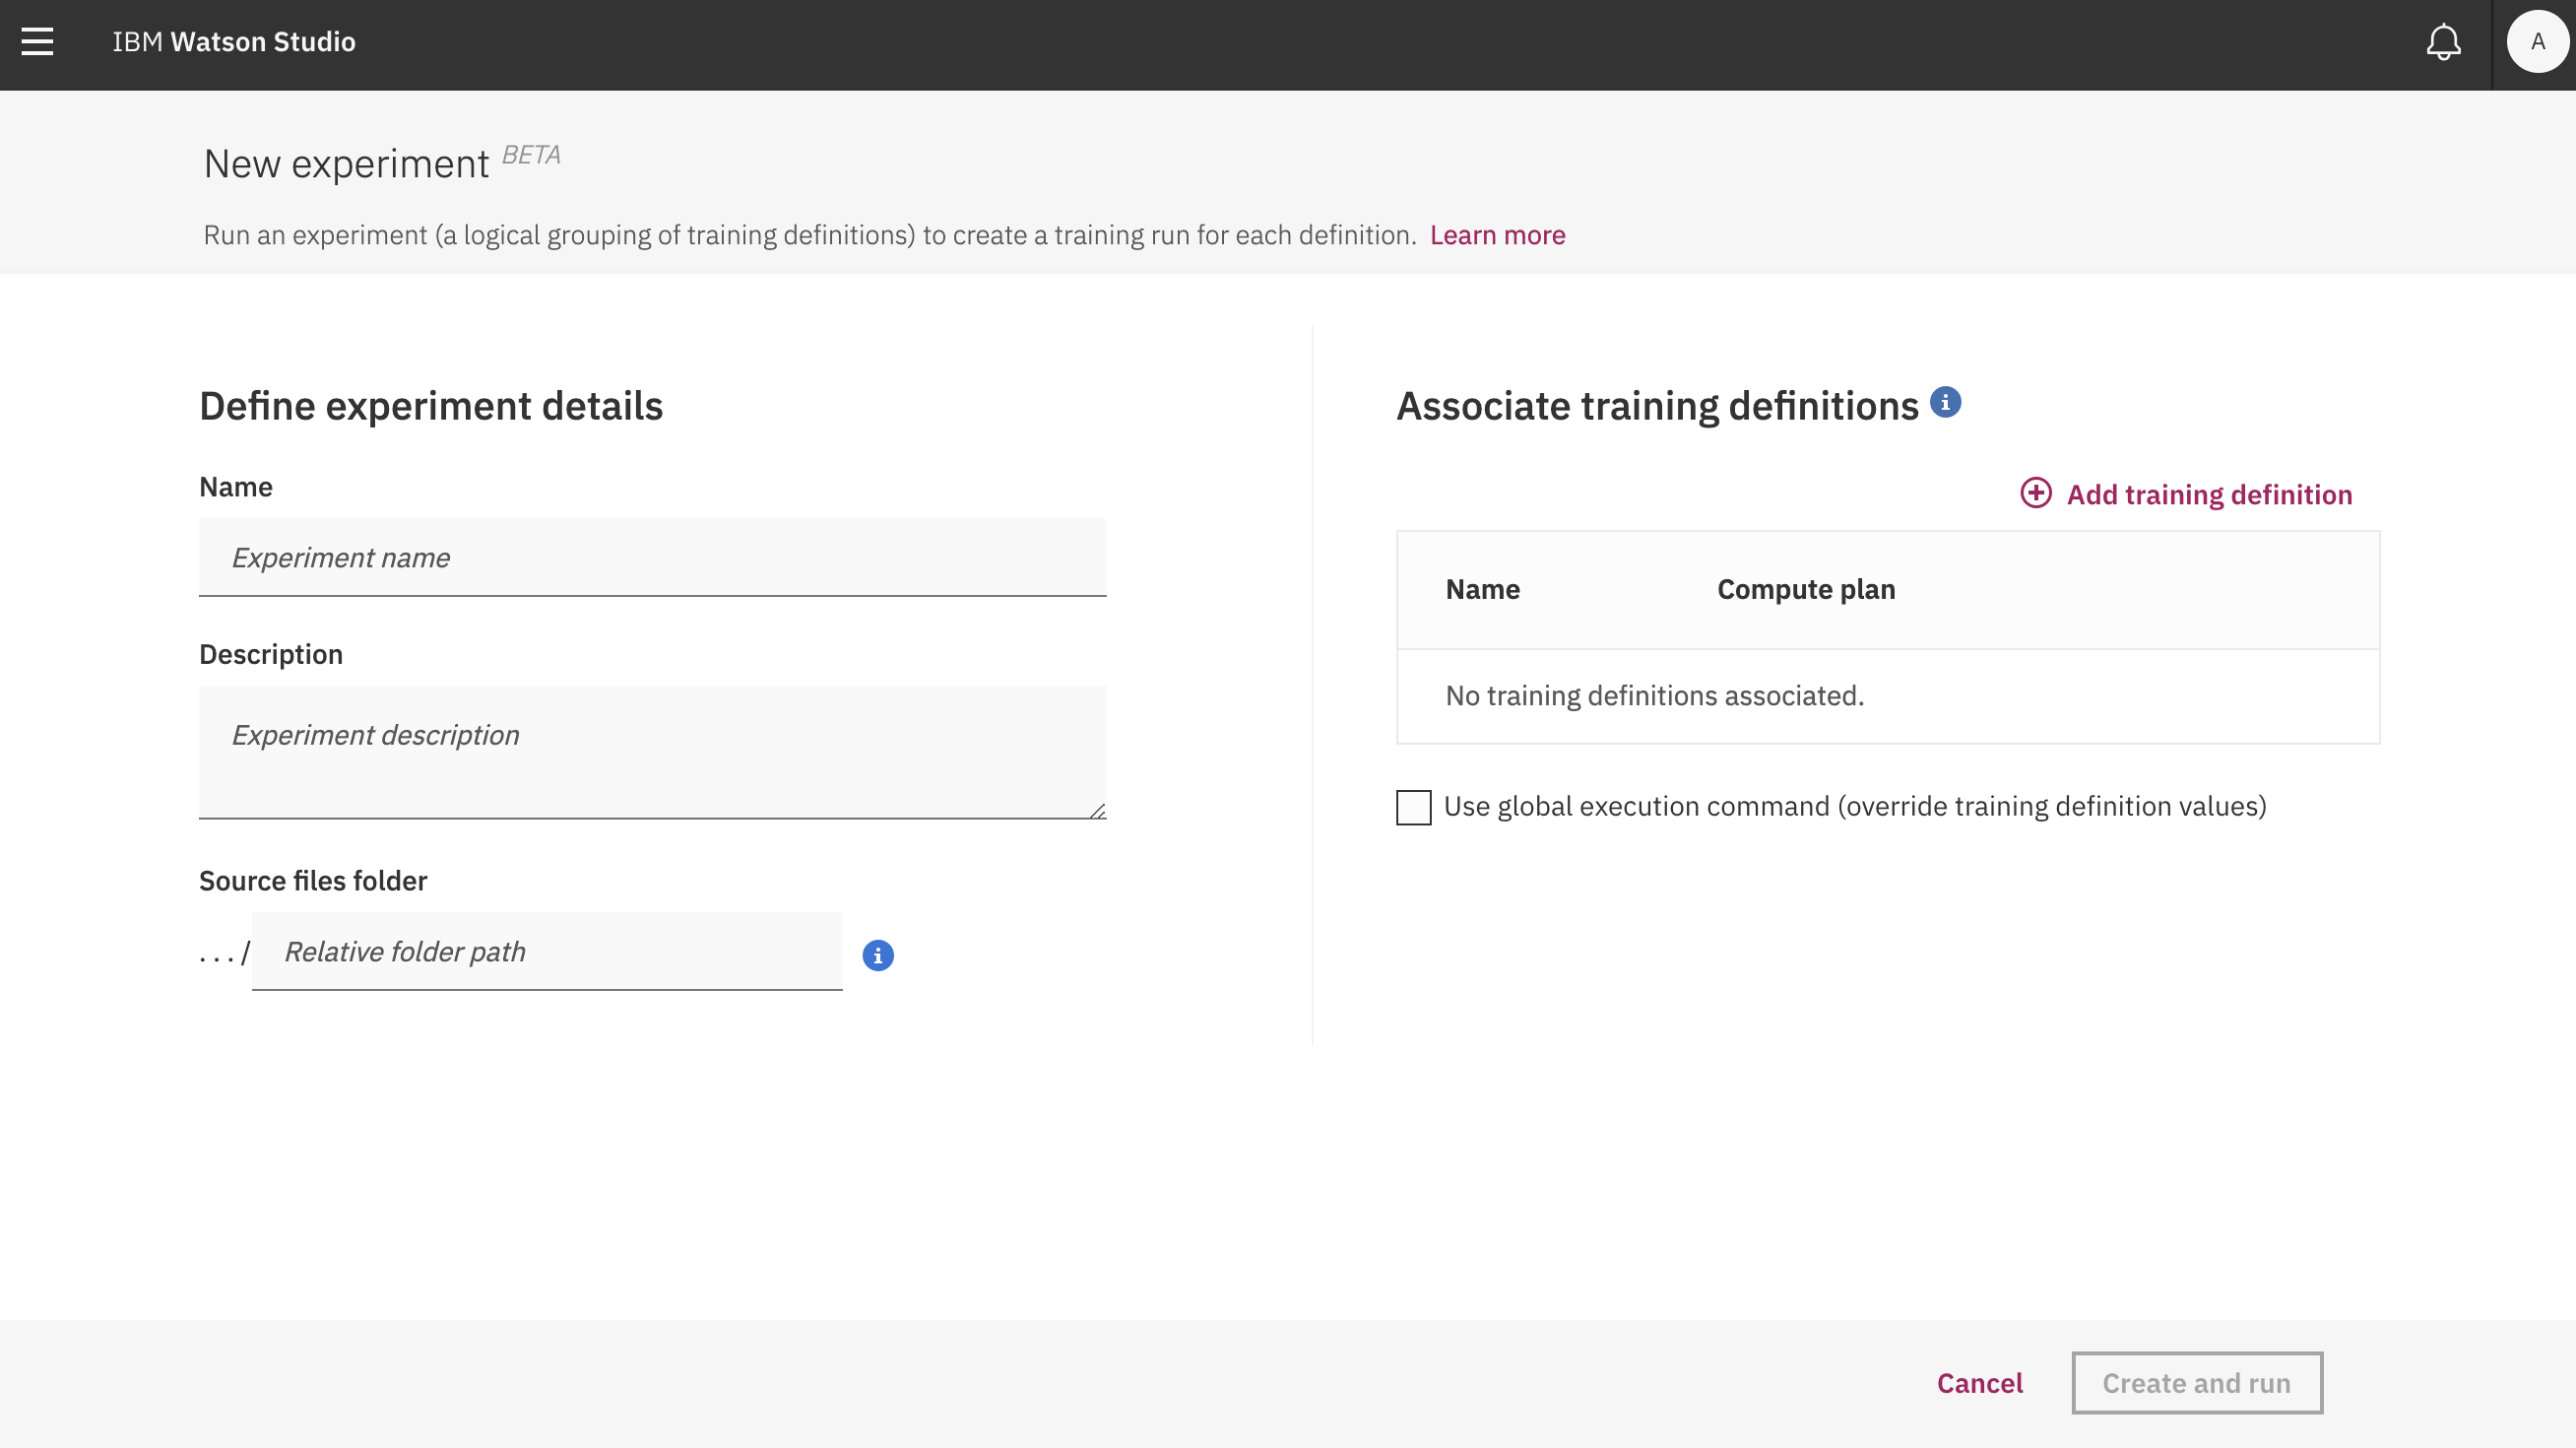 IBM Watson Studio
A
New experiment BETA
Run an experiment (a logical grouping of training definitions) to create a training run for each definition. Learn more
Define experiment details
Name
Experiment name
Description
Experiment description
Source files folder
.../ Relative folder path
Associate training definitions
Add training definition
Name Compute plan
No training definitions associated.
Use global execution command (override training definition values)
Cancel Create and run